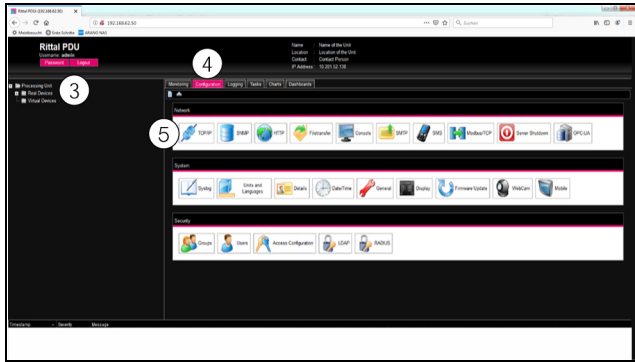 Rittal PDU (192.168.62.50)
192.168.62.50
Suchen
Meistbesucht Erste Schritte
Rittal PDU
Username admin
Password Logout
Name : Name of the Unit
Location : Location of the Unit
Contact : Contact Person
IP Address : 10.201.52.138
Processing Unit
Real Devices
Virtual Devices
3
4
Monitoring Configuration Logging Tasks Charts Dashboards
Network
5
TCP/IP SNMP HTTP Filetransfer Console SMTP SMS Modbus/TCP Server Shutdown OPC-UA
System
Syslog Units and Languages Details Date/Time General Display Firmware Update WebCam Mobile
Security
Groups Users Access Configuration LDAP RADIUS
Timestamp Severity Message